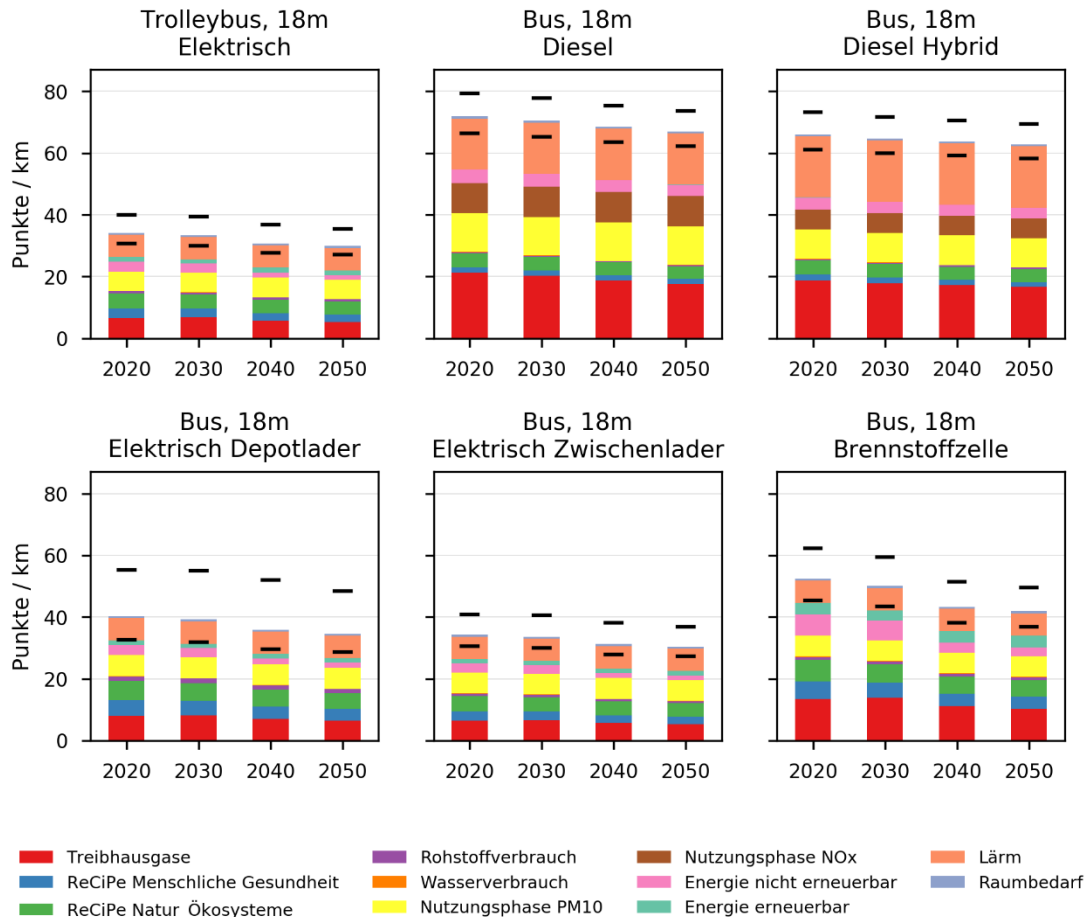 Trolleybus, 18m
Elektrisch
Bus, 18m
Diesel
Bus, 18m
Diesel Hybrid
Punkte / km
80
60
40
20
0
2020 2030 2040 2050
2020 2030 2040 2050
2020 2030 2040 2050
Bus, 18m
Elektrisch Depotlader
Bus, 18m
Elektrisch Zwischenlader
Bus, 18m
Brennstoffzelle
Punkte / km
80
60
40
20
0
2020 2030 2040 2050
2020 2030 2040 2050
2020 2030 2040 2050
Treibhausgase
ReCiPe Menschliche Gesundheit
ReCiPe Natur Ökosysteme
Rohstoffverbrauch
Wasserverbrauch
Nutzungsphase PM10
Nutzungsphase NOx
Energie nicht erneuerbar
Energie erneuerbar
Lärm
Raumbedarf